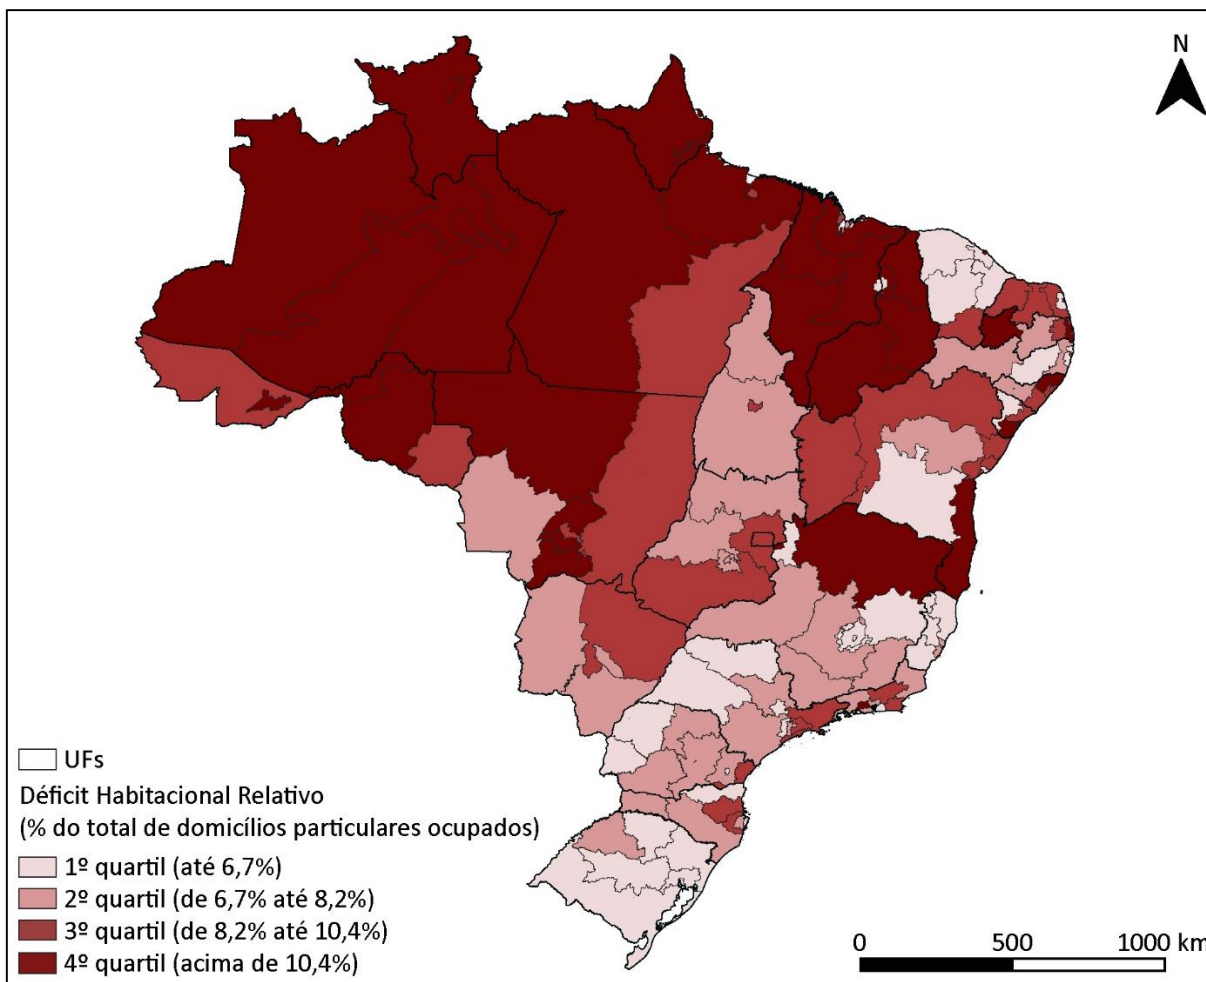 N
UFs
Déficit Habitacional Relativo
(% do total de domicílios particulares ocupados)
1º quartil (até 6,7%)
2º quartil (de 6,7% até 8,2%)
3º quartil (de 8,2% até 10,4%)
4º quartil (acima de 10,4%)
0 500 1000 km